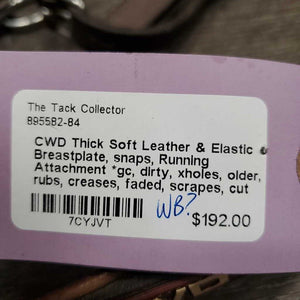 The Tack Collector
895582-84
CWD Thick Soft Leather & Elastic
Breastplate, snaps, Running
Attachment *gc, dirty, xholes, older,
rubs, creases, faded, scrapes, cut
WB?
7CYJVT
$192.00